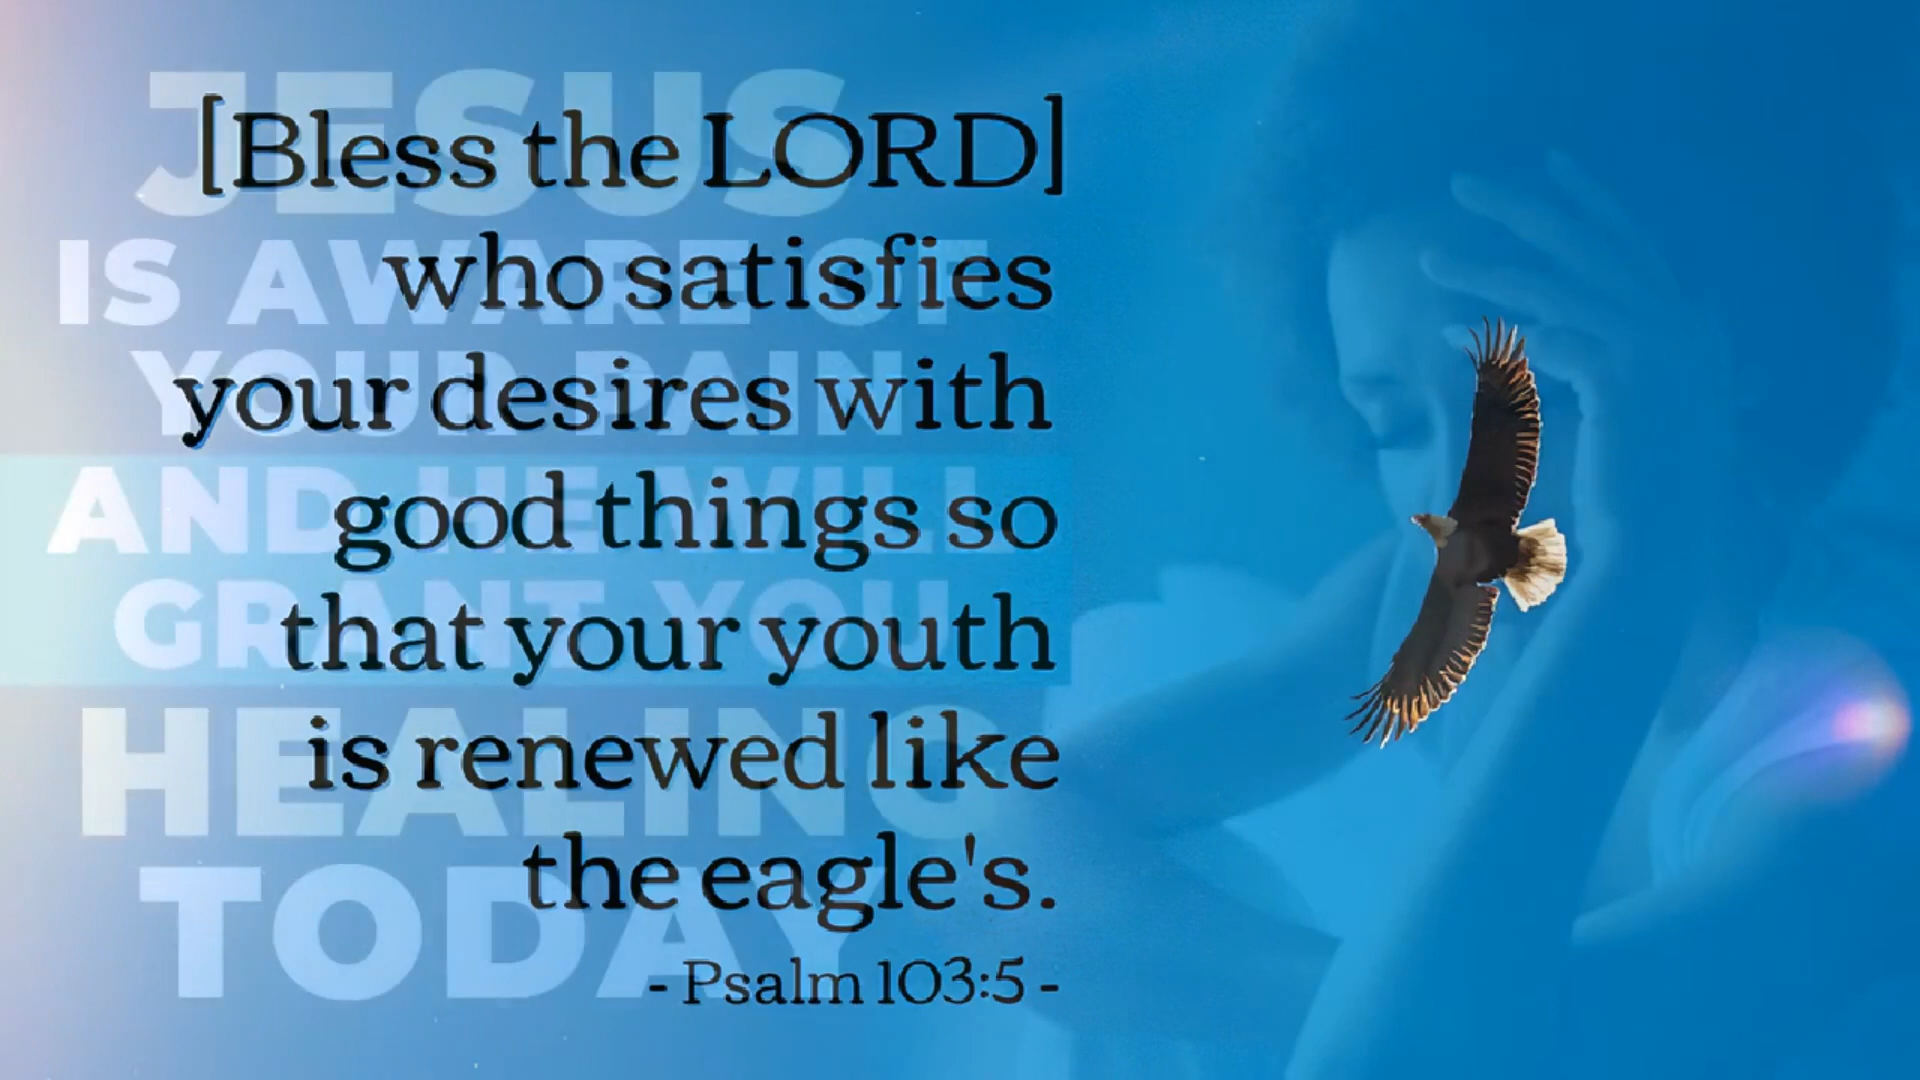 [Bless the LORD]
who satisfies
your desires with
good things so
that your youth
is renewed like
the eagle's.
- Psalm 103:5 -
JESUS
IS AWARE OF
YOUR PAIN
AND HE WILL
GRANT YOU
HEALING
TODAY